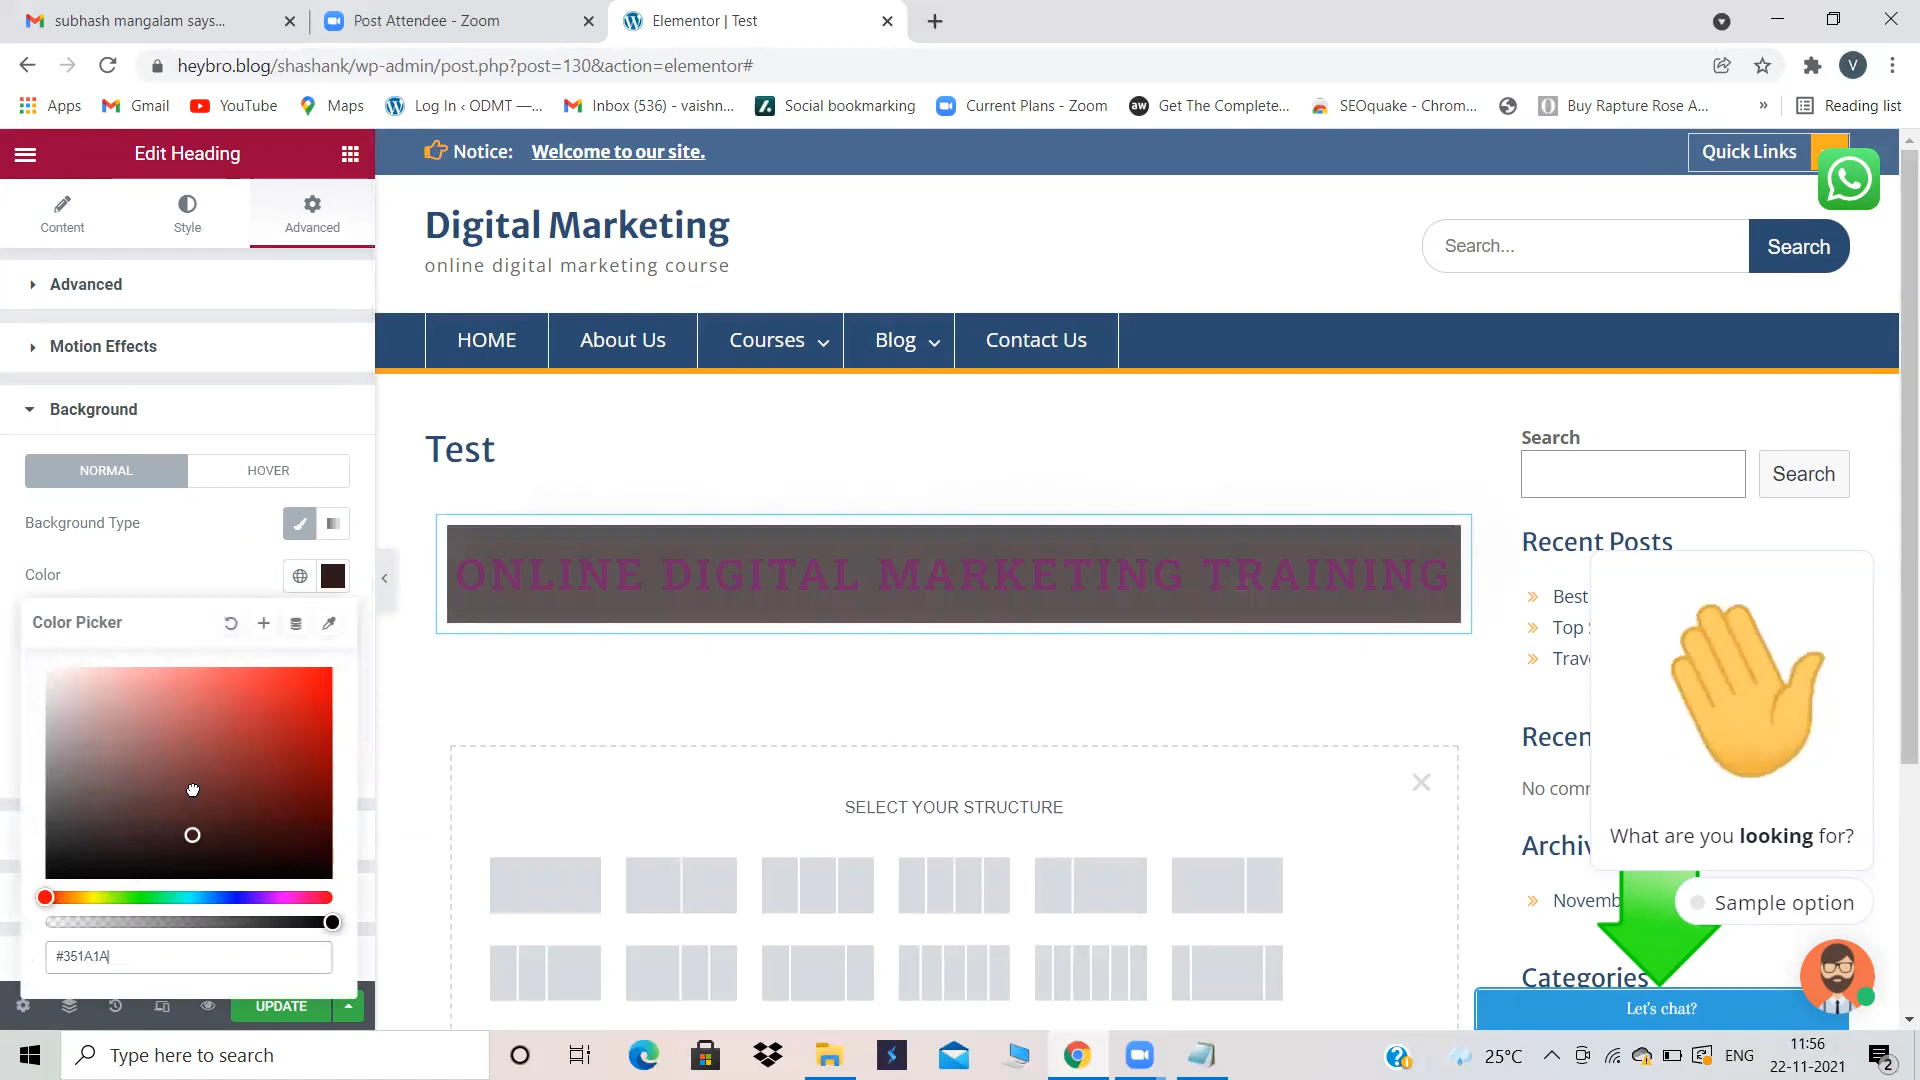 subhash mangalam says...
Post Attendee - Zoom
Elementor | Test
heybro.blog/shashank/wp-admin/post.php?post=130&action=elementor#
V
Apps
Gmail
YouTube
Maps
Log In ‹ ODMT —...
Inbox (536) - vaishn...
Social bookmarking
Current Plans - Zoom
Get The Complete...
SEOquake - Chrom...
Buy Rapture Rose A...
»
Reading list
Edit Heading
Content
Style
Advanced
Advanced
Motion Effects
Background
NORMAL
HOVER
Background Type
Color
Color Picker
#351A1A
UPDATE
Notice:
Welcome to our site.
Quick Links
Digital Marketing
online digital marketing course
Search...
Search
HOME
About Us
Courses
Blog
Contact Us
Test
ONLINE DIGITAL MARKETING TRAINING
SELECT YOUR STRUCTURE
Search
Search
Recent Posts
Best
Top
Trav
Recen
No comm
Archiv
Novemb
Categories
What are you looking for?
Sample option
Let's chat?
Type here to search
25°C
ENG
11:56
22-11-2021
2